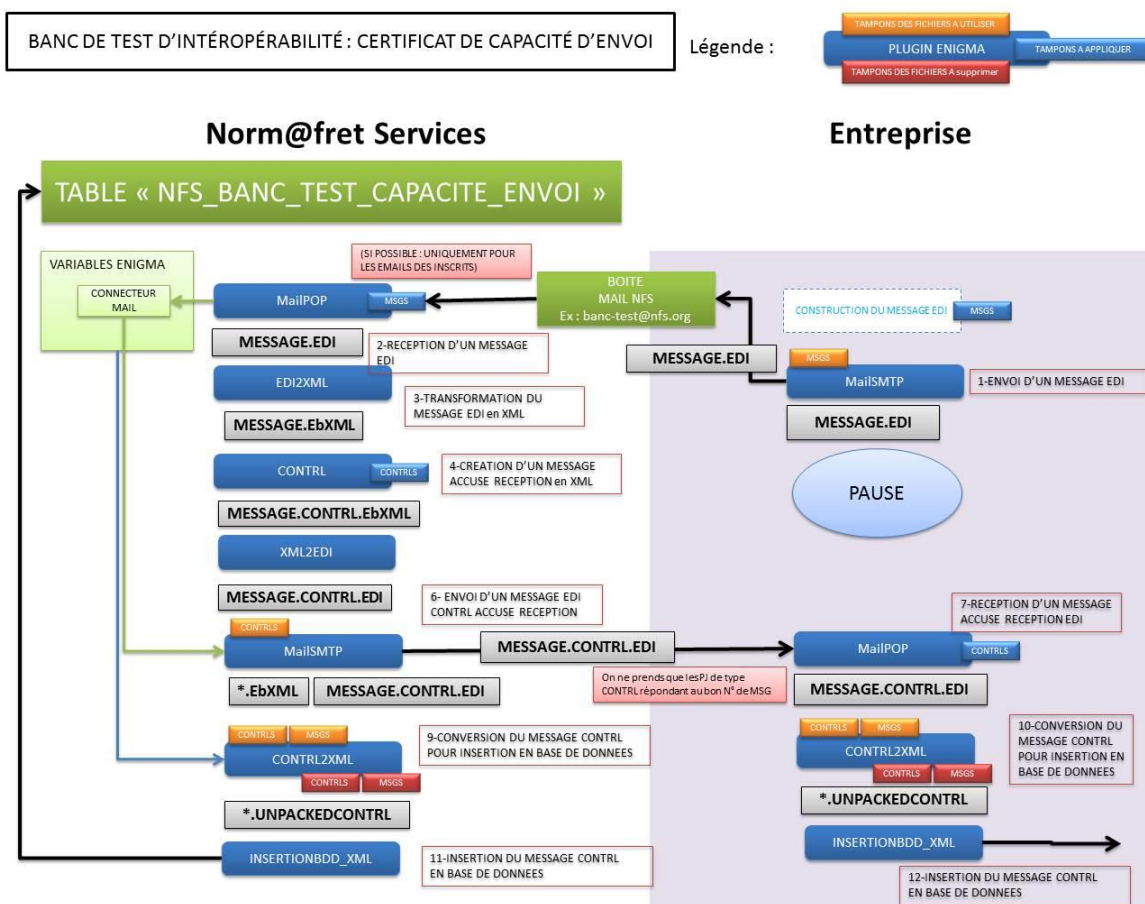 BANC DE TEST D'INTÉROPÉRABILITÉ : CERTIFICAT DE CAPACITÉ D'ENVOI
Légende :
TAMPONS DES FICHIERS A UTILISER
PLUGIN ENIGMA
TAMPONS A APPLIQUER
TAMPONS DES FICHIERS A supprimer
Norm@fret Services
Entreprise
TABLE « NFS_BANC_TEST_CAPACITE_ENVOI »
VARIABLES ENIGMA
CONNECTEUR
MAIL
(SI POSSIBLE : UNIQUEMENT POUR
LES EMAILS DES INSCRITS)
MailPOP
MSGS
BOITE
MAIL NFS
Ex : banc-test@nfs.org
CONSTRUCTION DU MESSAGE EDI
MSGS
MESSAGE.EDI
2-RECEPTION D'UN MESSAGE
EDI
MESSAGE.EDI
MSGS
MailSMTP
1-ENVOI D'UN MESSAGE EDI
EDI2XML
3-TRANSFORMATION DU
MESSAGE EDI en XML
MESSAGE.EDI
MESSAGE.EbXML
CONTRL
CONTRLS
4-CREATION D'UN MESSAGE
ACCUSE RECEPTION en XML
PAUSE
MESSAGE.CONTRL.EbXML
XML2EDI
MESSAGE.CONTRL.EDI
6- ENVOI D'UN MESSAGE EDI
CONTRL ACCUSE RECEPTION
7-RECEPTION D'UN MESSAGE
ACCUSE RECEPTION EDI
CONTRLS
MailSMTP
MESSAGE.CONTRL.EDI
MailPOP
CONTRLS
*.EbXML
MESSAGE.CONTRL.EDI
On ne prends que lesPJ de type
CONTRL répondant au bon N° de MSG
MESSAGE.CONTRL.EDI
CONTRLS
MSGS
CONTRL2XML
CONTRLS
MSGS
9-CONVERSION DU MESSAGE CONTRL
POUR INSERTION EN BASE DE DONNEES
CONTRLS
MSGS
CONTRL2XML
CONTRLS
MSGS
10-CONVERSION DU
MESSAGE CONTRL
POUR INSERTION EN
BASE DE DONNEES
*.UNPACKEDCONTRL
*.UNPACKEDCONTRL
INSERTIONBDD_XML
11-INSERTION DU MESSAGE CONTRL
EN BASE DE DONNEES
INSERTIONBDD_XML
12-INSERTION DU MESSAGE CONTRL
EN BASE DE DONNEES